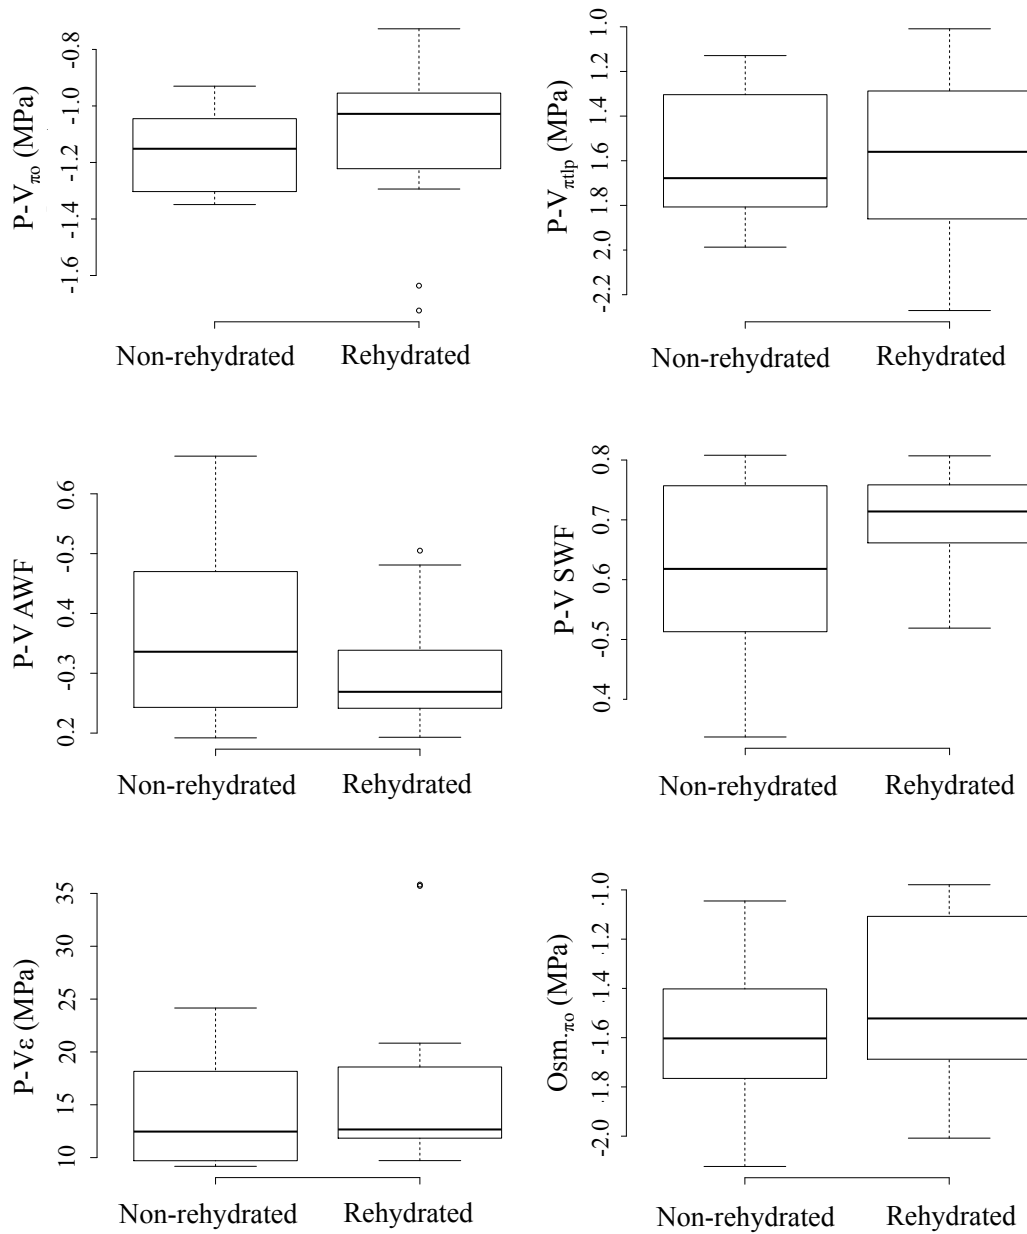 P-Vπo (MPa)
-0.8
-1.0
-1.2
-1.4
-1.6
Non-rehydrated Rehydrated
P-Vπtlp (MPa)
1.0
1.2
1.4
1.6
1.8
2.0
-2.2
Non-rehydrated Rehydrated
P-V AWF
0.6
-0.5
0.4
-0.3
0.2
Non-rehydrated Rehydrated
P-V SWF
0.8
0.7
0.6
-0.5
0.4
Non-rehydrated Rehydrated
P-Vε (MPa)
35
30
25
20
15
10
Non-rehydrated Rehydrated
Osm.πo (MPa)
·1.0
·1.2
·1.4
-1.6
·1.8
-2.0
Non-rehydrated Rehydrated